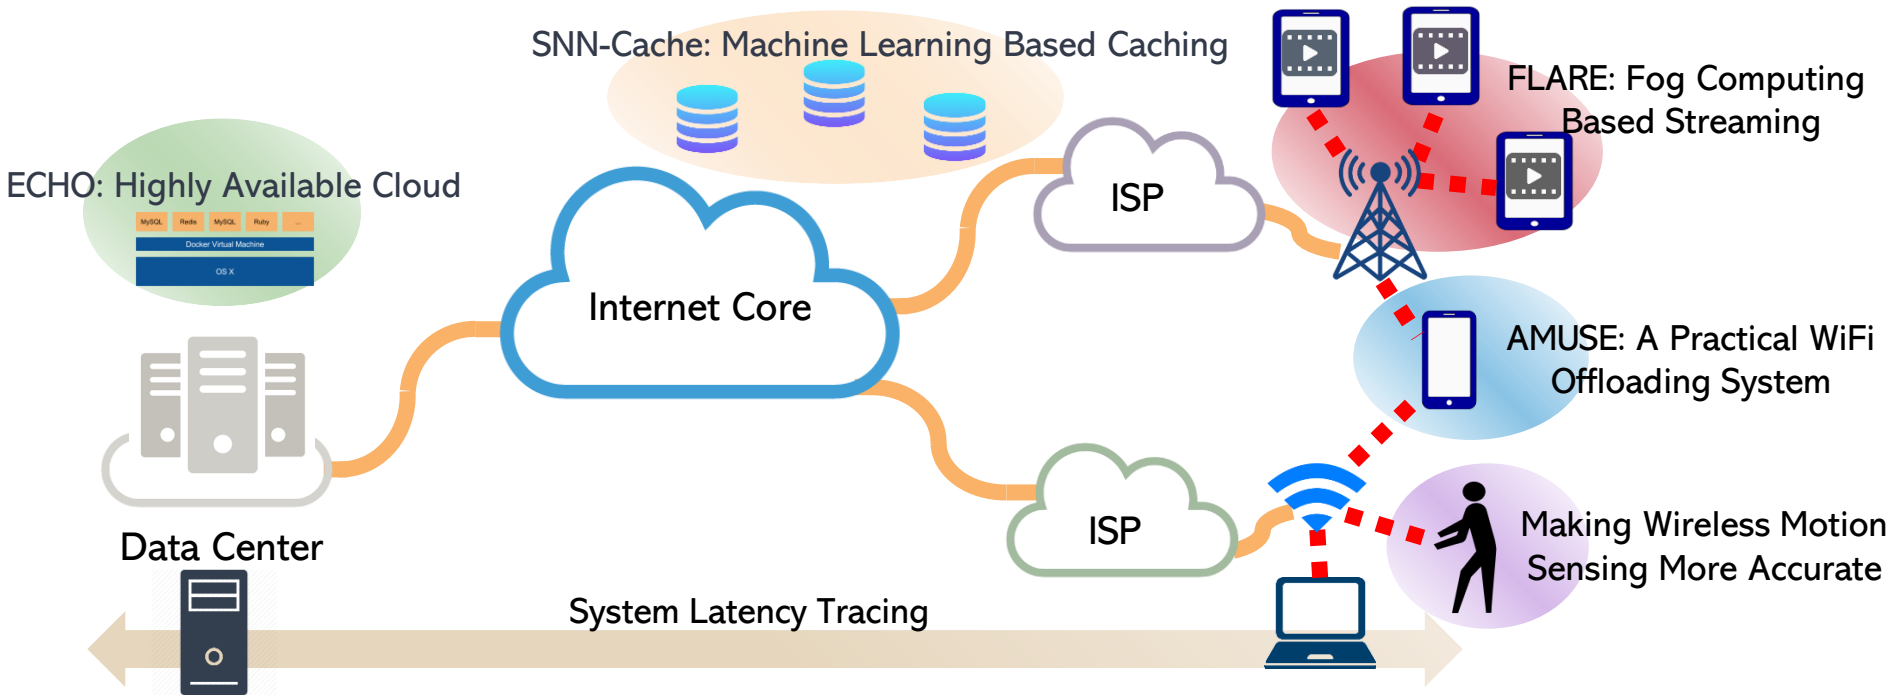 SNN-Cache: Machine Learning Based Caching
FLARE: Fog Computing
Based Streaming
ECHO: Highly Available Cloud
MySQL Redis MySQL Ruby ...
Docker Virtual Machine
OS X
ISP
Internet Core
AMUSE: A Practical WiFi
Offloading System
ISP
Making Wireless Motion
Sensing More Accurate
Data Center
System Latency Tracing